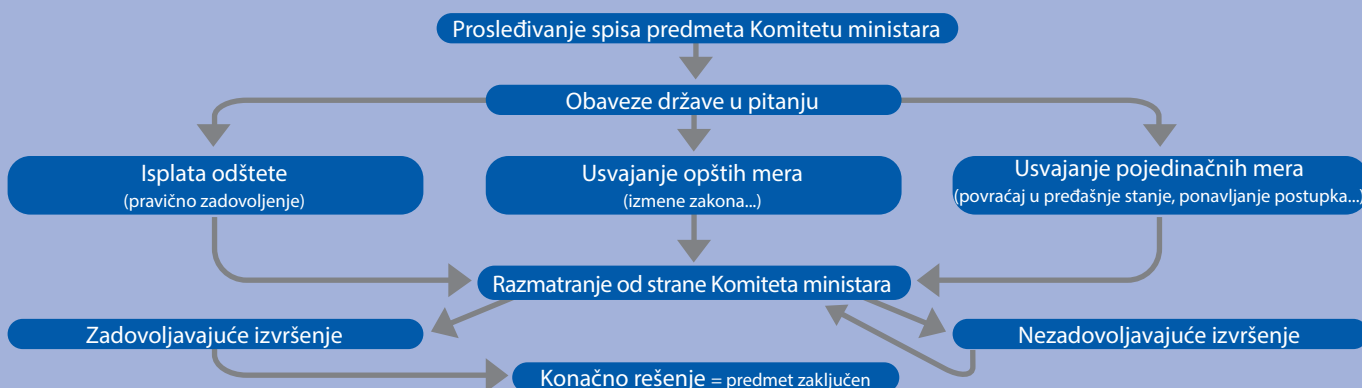 Prosleđivanje spisa predmeta Komitetu ministara
Obaveze države u pitanju
Isplata odštete
(pravično zadovoljenje)
Usvajanje opštih mera
(izmene zakona...)
Usvajanje pojedinačnih mera
(povraćaj u pređašnje stanje, ponavljanje postupka...)
Razmatranje od strane Komiteta ministara
Zadovoljavajuće izvršenje
Nezadovoljavajuće izvršenje
Konačno rešenje = predmet zaključen